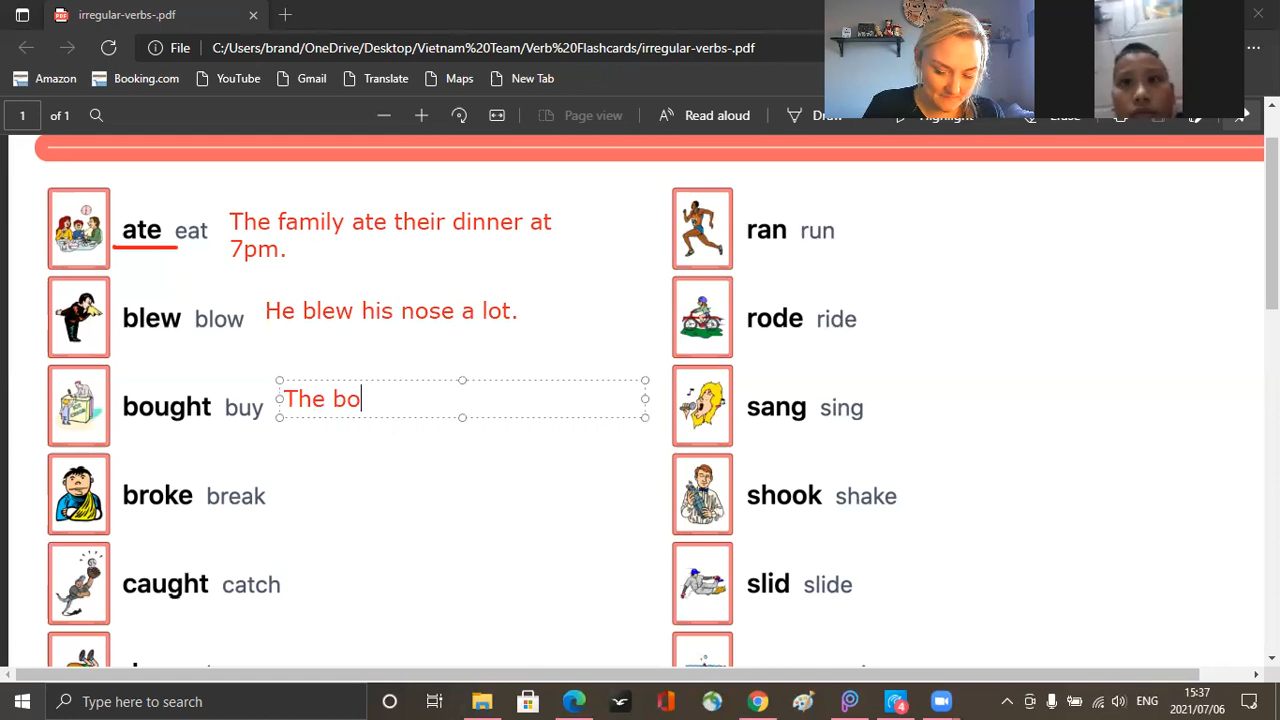 irregular-verbs-.pdf
File C:/Users/brand/OneDrive/Desktop/Vietnam%20Team/Verb%20Flashcards/irregular-verbs-.pdf
Amazon Booking.com YouTube Gmail Translate Maps New Tab
1 of 1 Page view Read aloud Draw Highlight Erase
ate eat The family ate their dinner at
7pm.
blew blow He blew his nose a lot.
bought buy The bo
broke break
caught catch
ran run
rode ride
sang sing
shook shake
slid slide
Type here to search
4
ENG
15:37
2021/07/06